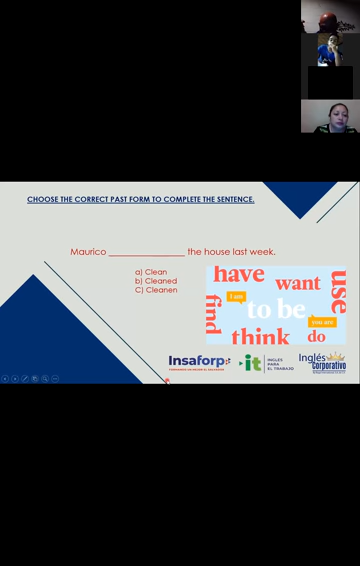 CHOOSE THE CORRECT PAST FORM TO COMPLETE THE SENTENCE.
Maurico ________________ the house last week.
a) Clean
b) Cleaned
C) Cleanen
have
want
use
I am
find
to be
you are
think
do
Insaforp
it
INGLÉS
PARA
EL TRABAJO
Inglés
Corporativo